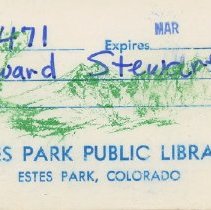 471
Expires MAR
ward Stewart
ES PARK PUBLIC LIBRA
ESTES PARK, COLORADO